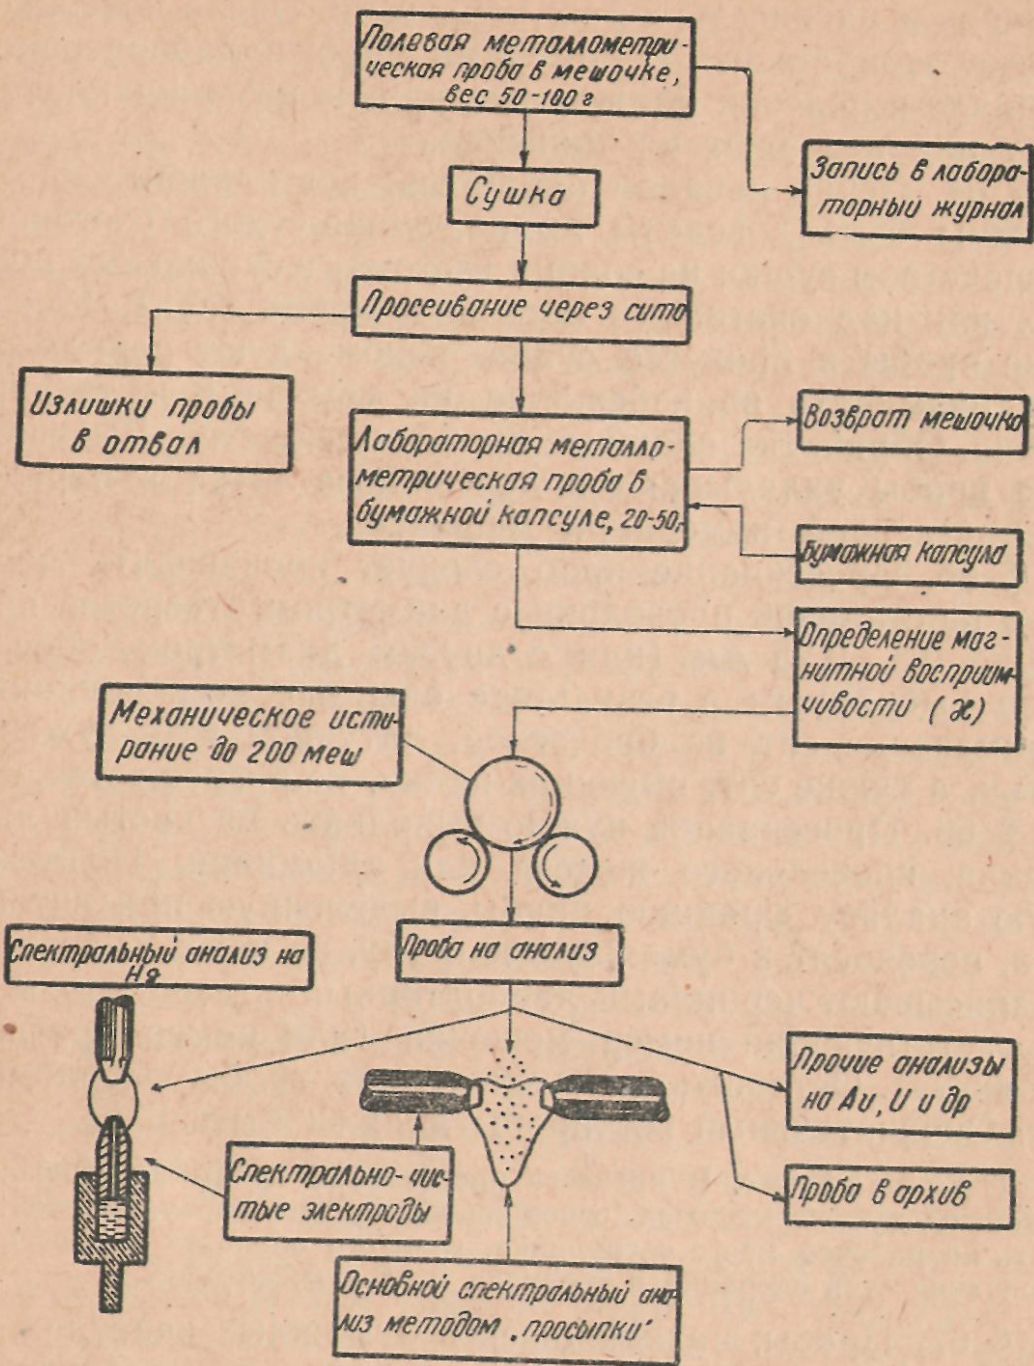 Полевая металлометри-
ческая проба в мешочке,
вес 50-100 г
Запись в лабора-
торный журнал
Сушка
Просеивание через сито
Излишки пробы
в отвал
Лабораторная металло-
метрическая проба в
бумажной капсуле, 20-50г
Возврат мешочка
Бумажная капсула
Определение маг-
нитной восприим-
чивости (æ)
Механическое исти-
рание до 200 меш
Спектральный анализ на
Hg
Проба на анализ
Прочие анализы
на Au, U и др
Спектрально-чис-
тые электроды
Проба в архив
Основной спектральный ана-
лиз методом „просыпки"